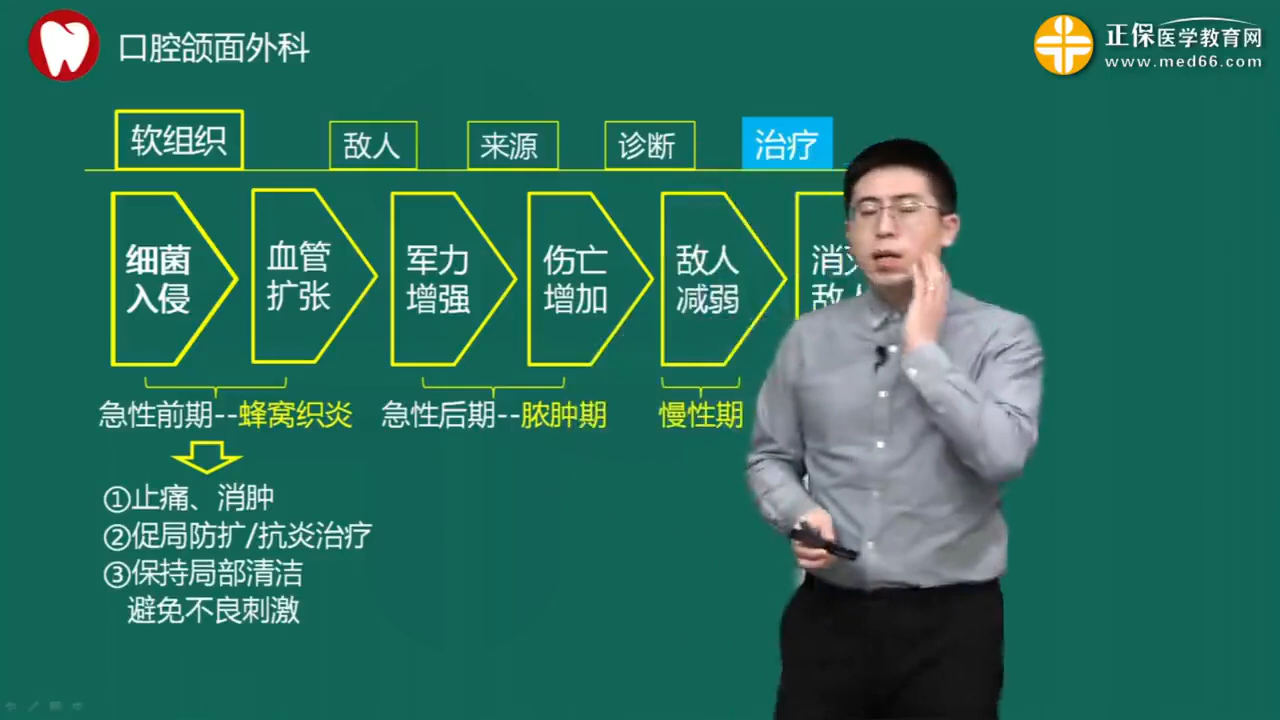 口腔颌面外科
正保医学教育网
www.med66.com
软组织
敌人
来源
诊断
治疗
细菌
入侵
血管
扩张
军力
增强
伤亡
增加
敌人
减弱
消
敌
急性前期--蜂窝织炎
急性后期--脓肿期
慢性期
①止痛、消肿
②促局防扩/抗炎治疗
③保持局部清洁
避免不良刺激